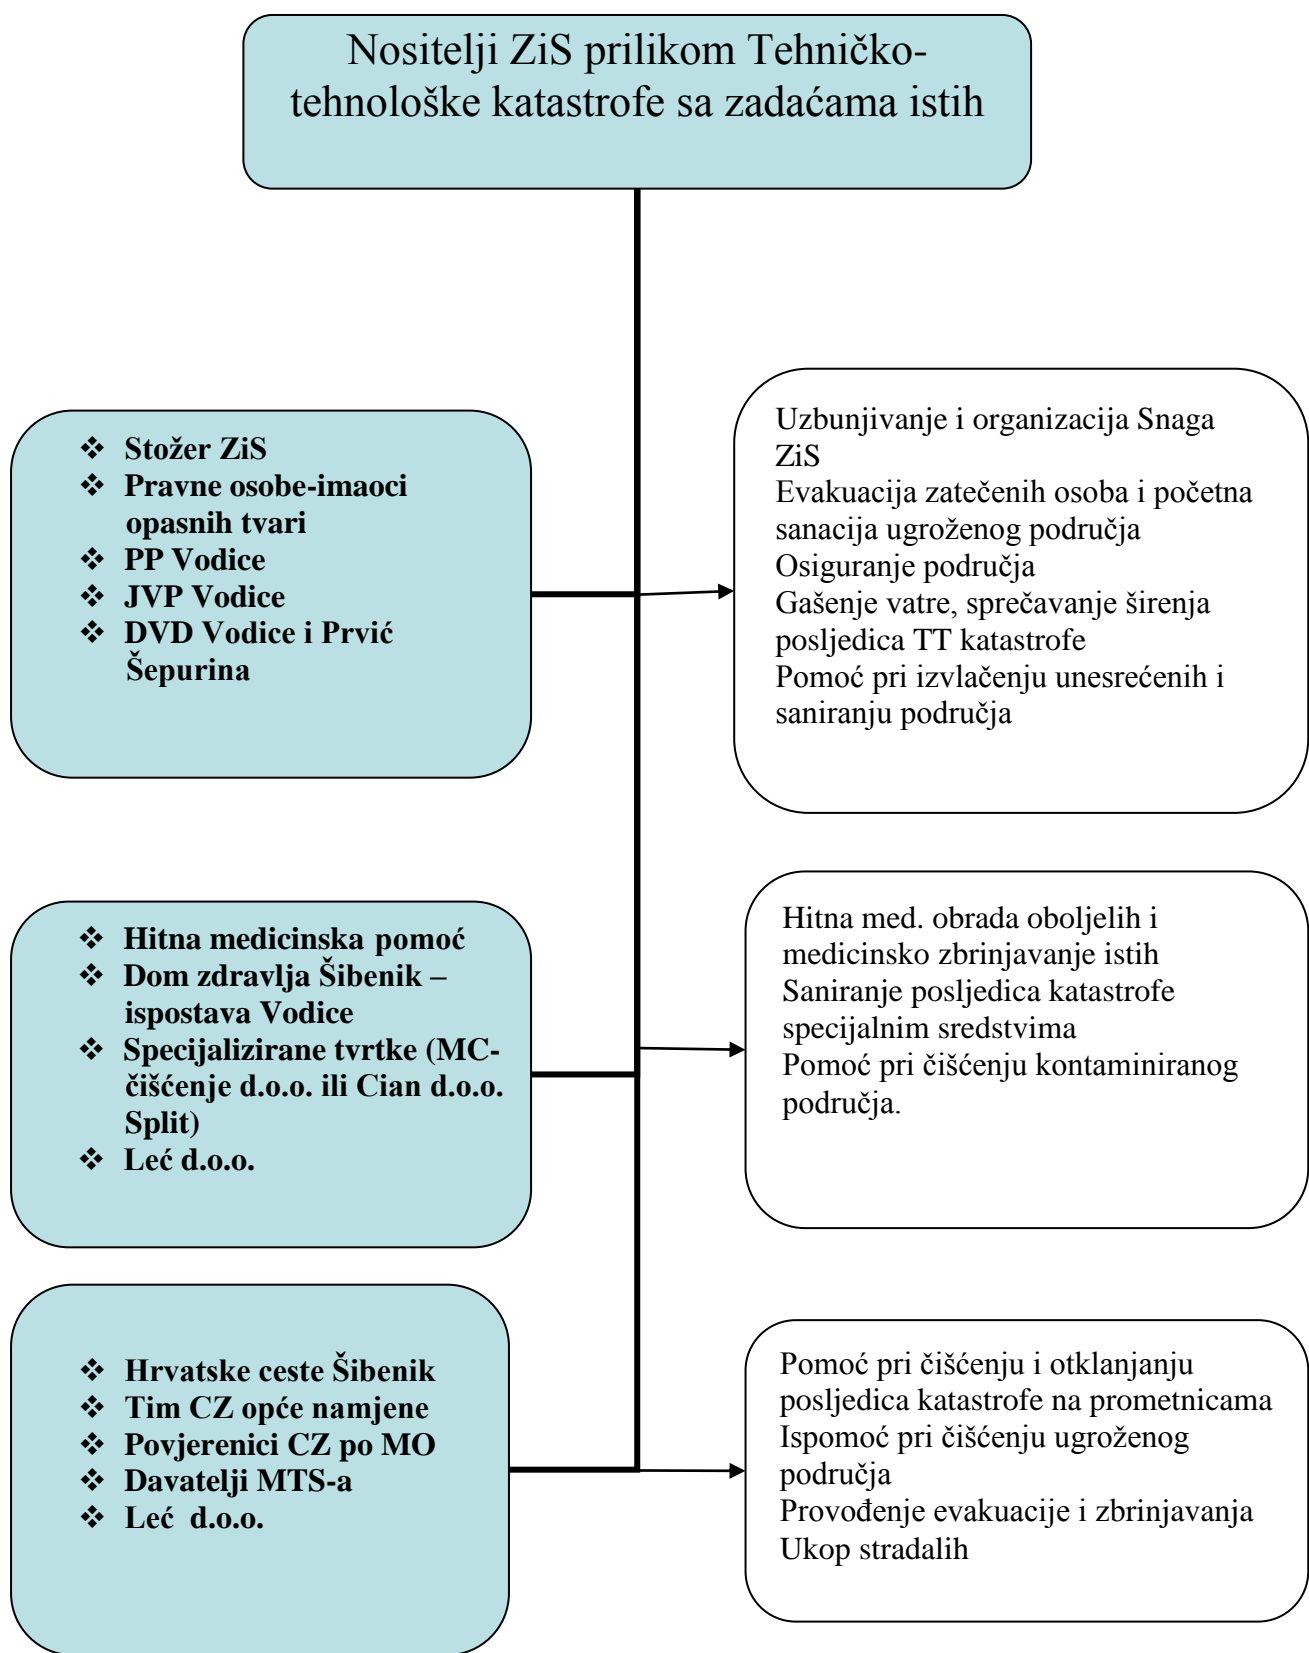 Nositelji ZiS prilikom Tehničko-
tehnološke katastrofe sa zadaćama istih
❖ Stožer ZiS
❖ Pravne osobe-imaoci
opasnih tvari
❖ PP Vodice
❖ JVP Vodice
❖ DVD Vodice i Prvić
Šepurina
Uzbunjivanje i organizacija Snaga
ZiS
Evakuacija zatečenih osoba i početna
sanacija ugroženog područja
Osiguranje područja
Gašenje vatre, sprečavanje širenja
posljedica TT katastrofe
Pomoć pri izvlačenju unesrećenih i
saniranju područja
❖ Hitna medicinska pomoć
❖ Dom zdravlja Šibenik –
ispostava Vodice
❖ Specijalizirane tvrtke (MC-
čišćenje d.o.o. ili Cian d.o.o.
Split)
❖ Leć d.o.o.
Hitna med. obrada oboljelih i
medicinsko zbrinjavanje istih
Saniranje posljedica katastrofe
specijalnim sredstvima
Pomoć pri čišćenju kontaminiranog
područja.
❖ Hrvatske ceste Šibenik
❖ Tim CZ opće namjene
❖ Povjerenici CZ po MO
❖ Davatelji MTS-a
❖ Leć d.o.o.
Pomoć pri čišćenju i otklanjanju
posljedica katastrofe na prometnicama
Ispomoć pri čišćenju ugroženog
područja
Provođenje evakuacije i zbrinjavanja
Ukop stradalih